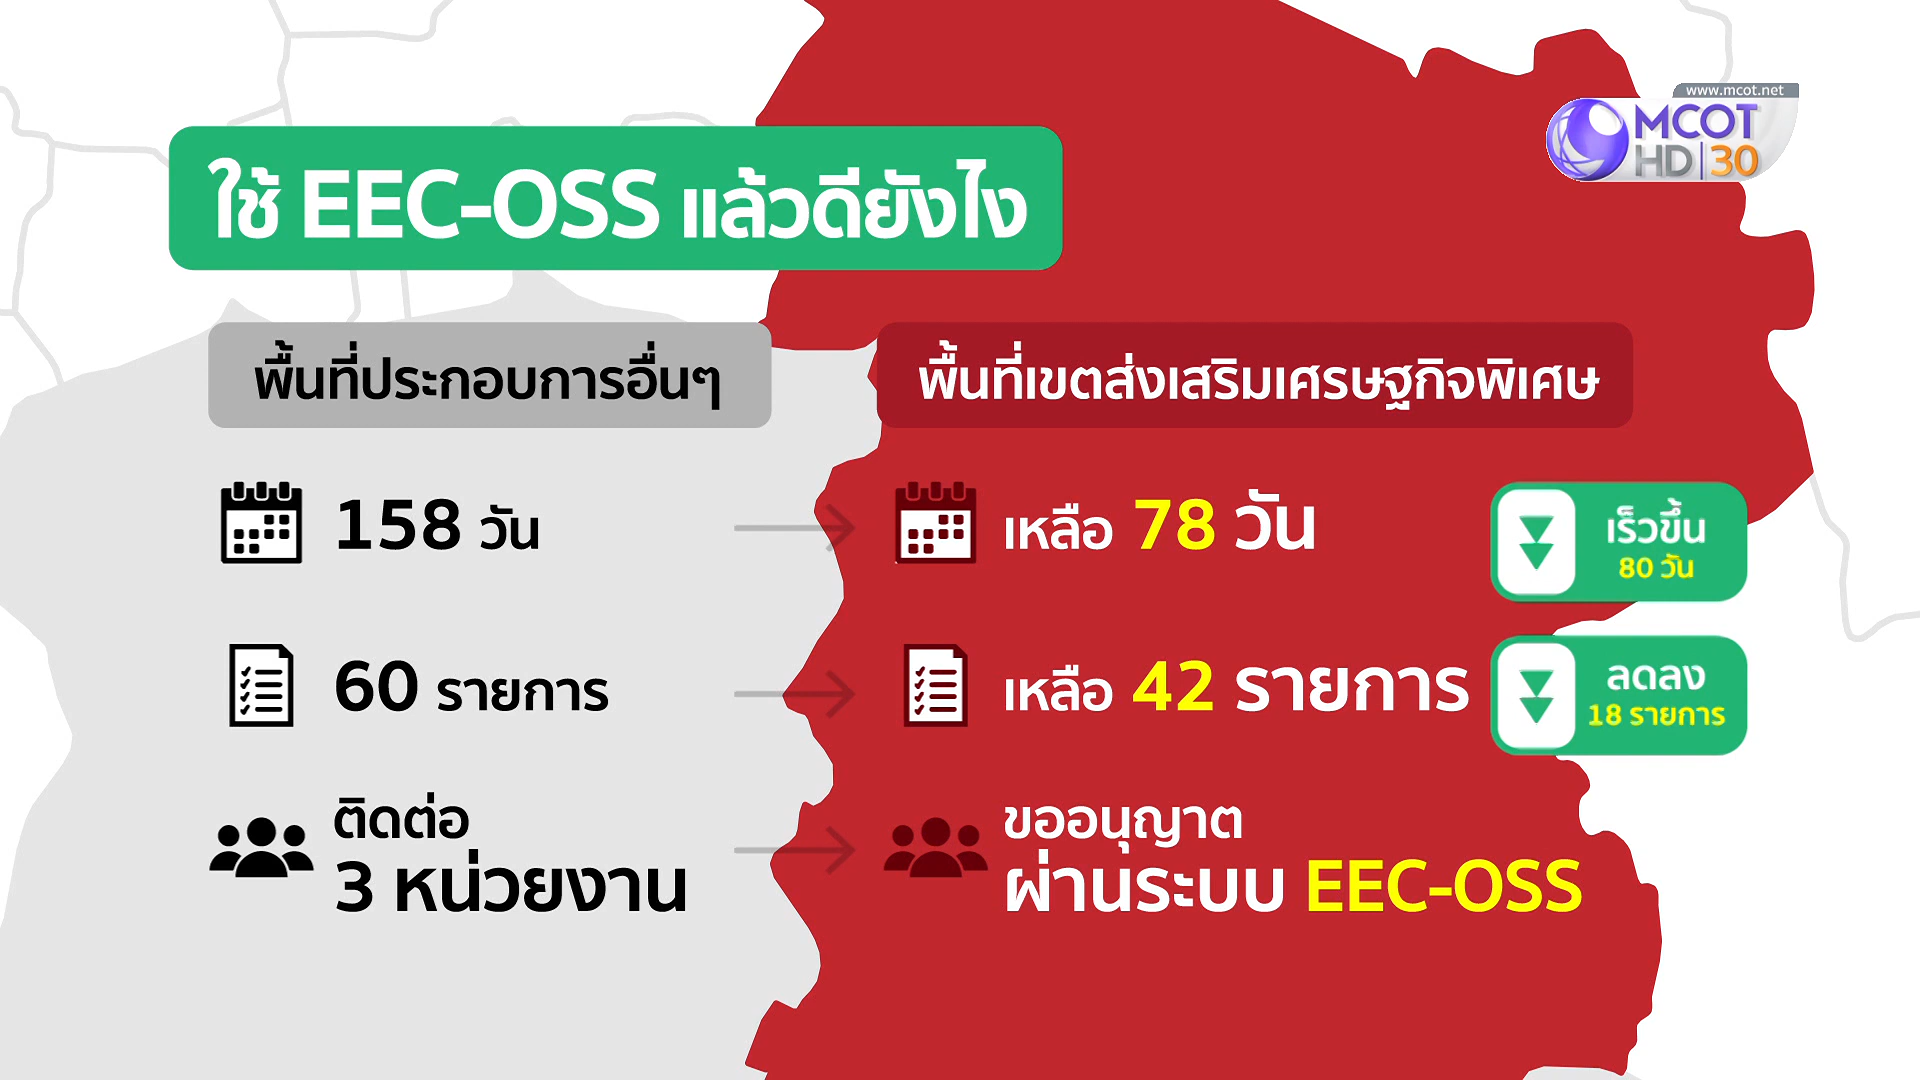 www.mcot.net
MCOT
HD|30
ใช้ EEC-OSS แล้วดียังไง
พื้นที่ประกอบการอื่นๆ
พื้นที่เขตส่งเสริมเศรษฐกิจพิเศษ
158 วัน
เหลือ 78 วัน
เร็วขึ้น
80 วัน
60 รายการ
เหลือ 42 รายการ
ลดลง
18 รายการ
ติดต่อ
3 หน่วยงาน
ขออนุญาต
ผ่านระบบ EEC-OSS